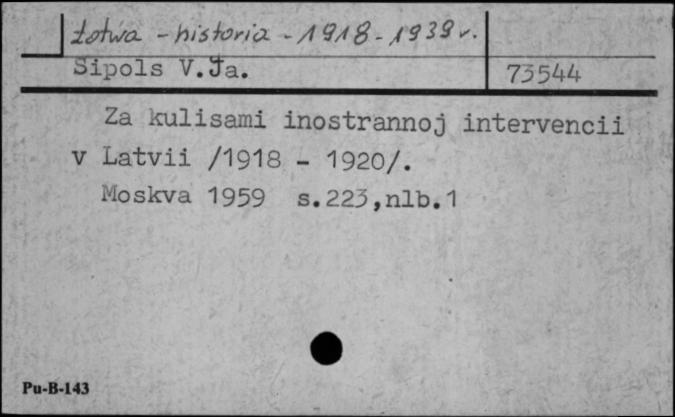 Łotwa - historia - 1918 - 1939 r.
Sipols V.Ja.
73544
Za kulisami inostrannoj intervencii
v Latvii /1918 - 1920/.
Moskva 1959 s.223,nlb.1
Pu-B-143